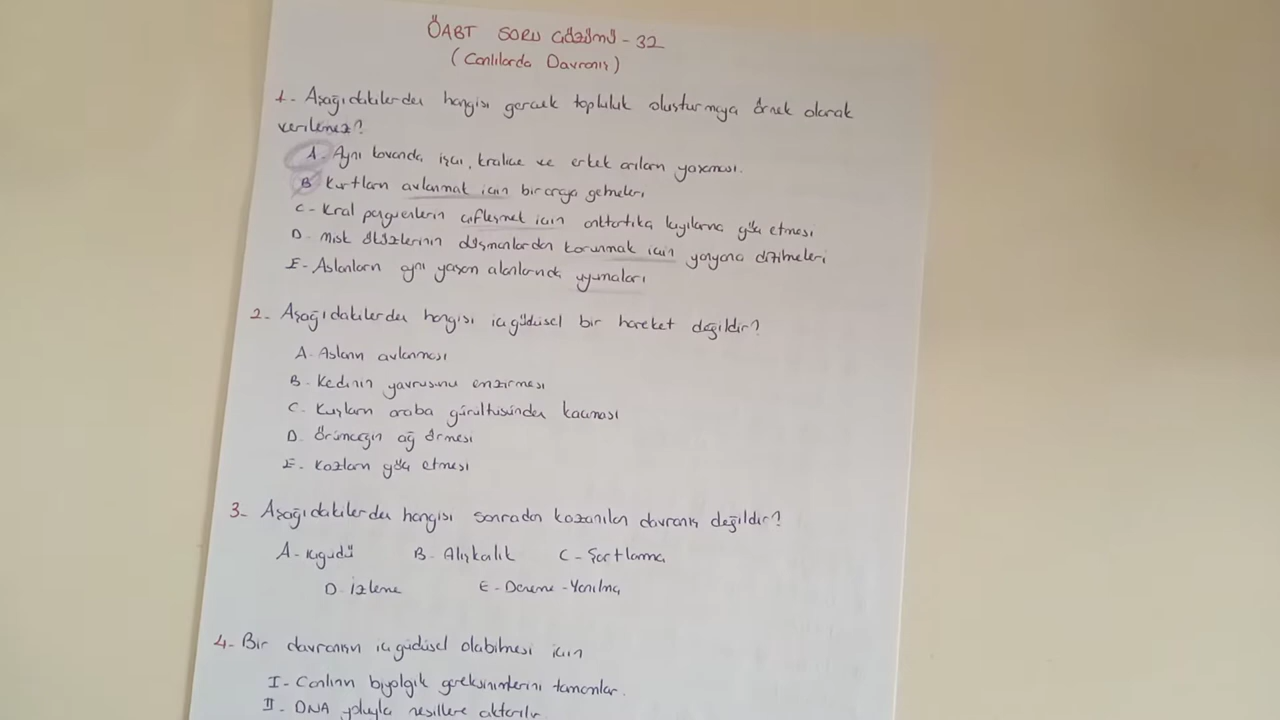 ÖABT SORU ÇÖZÜMÜ - 32
(Canlılarda Davranış)
1- Aşağıdakilerden hangisi gerçek topluluk oluşturmaya örnek olarak
verilemez?
A. Aynı kovanda işçi, kraliçe ve erkek arıların yaşaması.
B Kurtların avlanmak için bir araya gelmeleri
C - Kral penguenlerin çiftleşmek için antartika kıyılarına göç etmesi
D. Misk öküzlerinin düşmanlardan korunmak için yanyana dizilmeleri
E- Aslanların aynı yaşam alanlarında uyumaları
2- Aşağıdakilerden hangisi içgüdüsel bir hareket değildir?
A. Aslanın avlanması
B. Kedinin yavrusunu emzirmesi
C. Kuşların araba gürültüsünden kaçması
D. Örümceğin ağ örmesi
E. Kazların göç etmesi
3- Aşağıdakilerden hangisi sonradan kazanılan davranış değildir?
A- İçgüdü B- Alışkanlık C- Şartlanma
D. İzleme E- Deneme-Yanılma
4- Bir davranışın içgüdüsel olabilmesi için
I- Canlının biyolojik gereksinimlerini tamamlar.
II- DNA yoluyla nesillere aktarılır